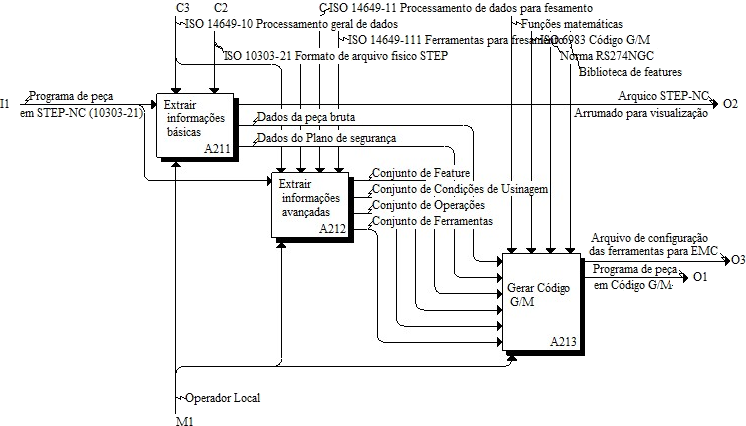 C3
C2
C
ISO 14649-11 Processamento de dados para fesamento
ISO 14649-10 Processamento geral de dados
Funções matemáticas
ISO 14649-111 Ferramentas para fresamento
ISO 6983 Código G/M
ISO 10303-21 Formato de arquivo fisico STEP
Norma RS274NGC
Biblioteca de features
I1
Programa de peça
em STEP-NC (10303-21)
Extrair
informações
básicas
A211
Arquico STEP-NC
O2
Arrumado para visualização
Dados da peça bruta
Dados do Plano de segurança
Extrair
informações
avançadas
A212
Conjunto de Feature
Conjunto de Condições de Usinagem
Conjunto de Operações
Conjunto de Ferramentas
Gerar Código
G/M
A213
Arquivo de configuração
das ferramentas para EMC
O3
Programa de peça
O1
em Código G/M
Operador Local
M1